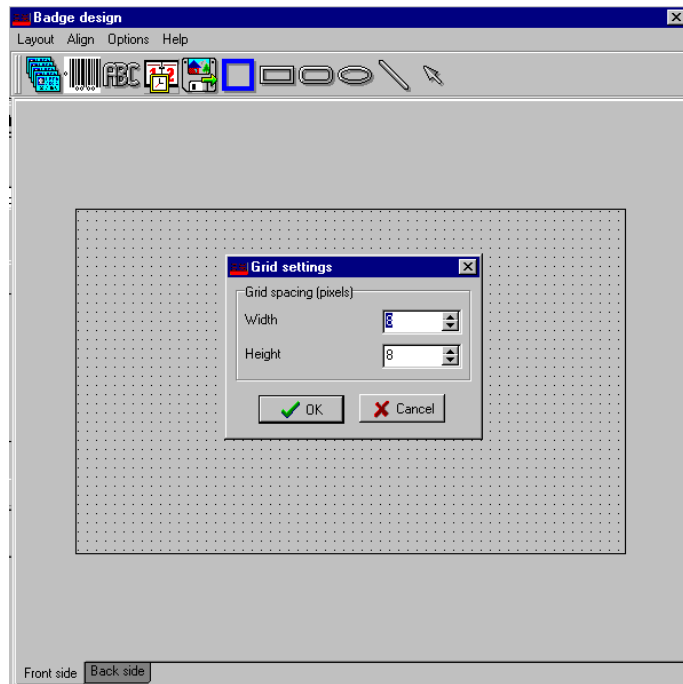 Badge design
Layout Align Options Help
ABC
Grid settings
Grid spacing (pixels)
Width 8
Height 8
OK Cancel
Front side Back side